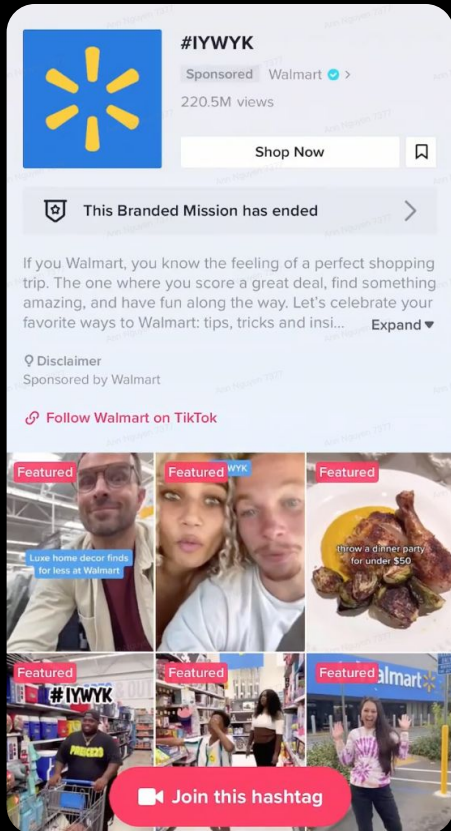 #IYWYK
Sponsored Walmart >
220.5M views
Shop Now
This Branded Mission has ended
If you Walmart, you know the feeling of a perfect shopping
trip. The one where you score a great deal, find something
amazing, and have fun along the way. Let's celebrate your
favorite ways to Walmart: tips, tricks and insi... Expand
Disclaimer
Sponsored by Walmart
Follow Walmart on TikTok
Featured
Featured
WYK
Featured
Luxe home decor finds
for less at Walmart
throw a dinner party
for under $50
Featured
#IYWYK
Featured
Featured
almart
Join this hashtag